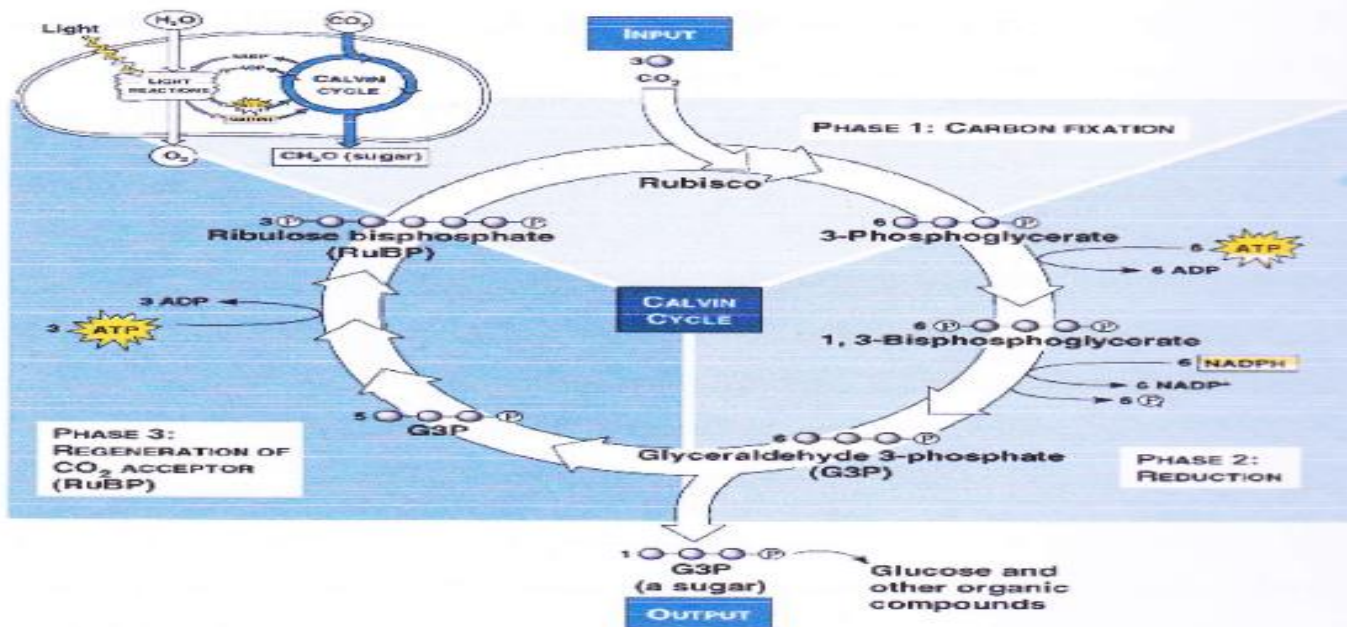 Light
H₂O
CO₂
NADP⁺
ADP
LIGHT
REACTIONS
CALVIN
CYCLE
O₂
CH₂O (sugar)
INPUT
3
CO₂
PHASE 1: CARBON FIXATION
Rubisco
3 P P
Ribulose bisphosphate
(RuBP)
6 P
3-Phosphoglycerate
6 ATP
6 ADP
CALVIN
CYCLE
3 ADP
3 ATP
6 P P
1, 3-Bisphosphoglycerate
6 NADPH
6 NADP⁺
6 P
5 P
G3P
6 P
Glyceraldehyde 3-phosphate
(G3P)
PHASE 3:
REGENERATION OF
CO₂ ACCEPTOR
(RuBP)
PHASE 2:
REDUCTION
1 P
G3P
(a sugar)
Glucose and
other organic
compounds
OUTPUT